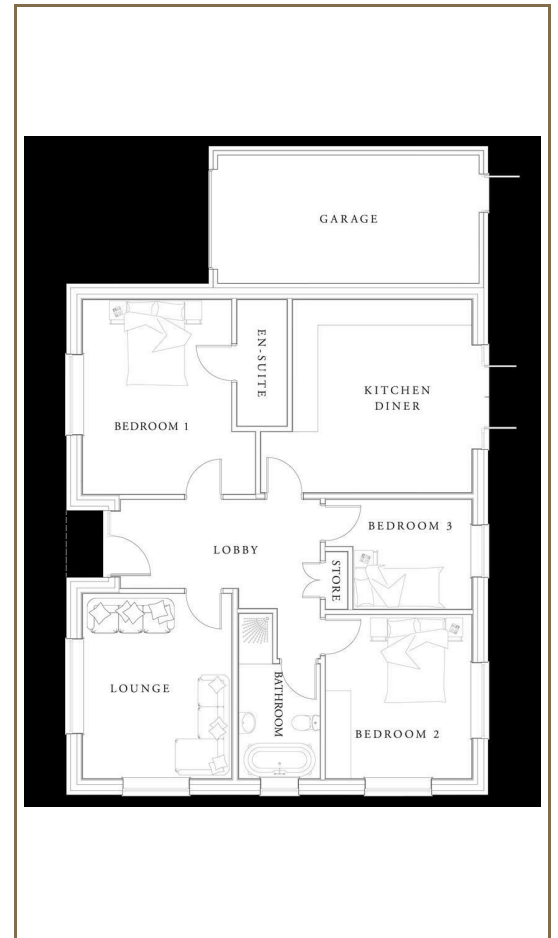 GARAGE
EN-SUITE
KITCHEN
DINER
BEDROOM 1
BEDROOM 3
LOBBY
STORE
LOUNGE
BATHROOM
BEDROOM 2